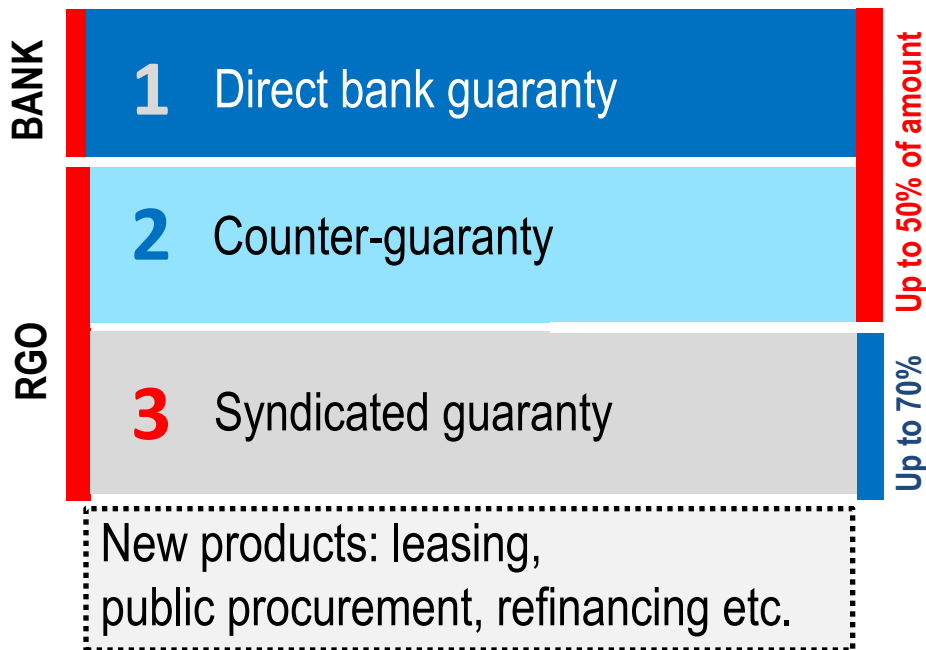 BANK
1 Direct bank guaranty
Up to 50% of amount
RGO
2 Counter-guaranty
3 Syndicated guaranty
Up to 70%
New products: leasing,
public procurement, refinancing etc.